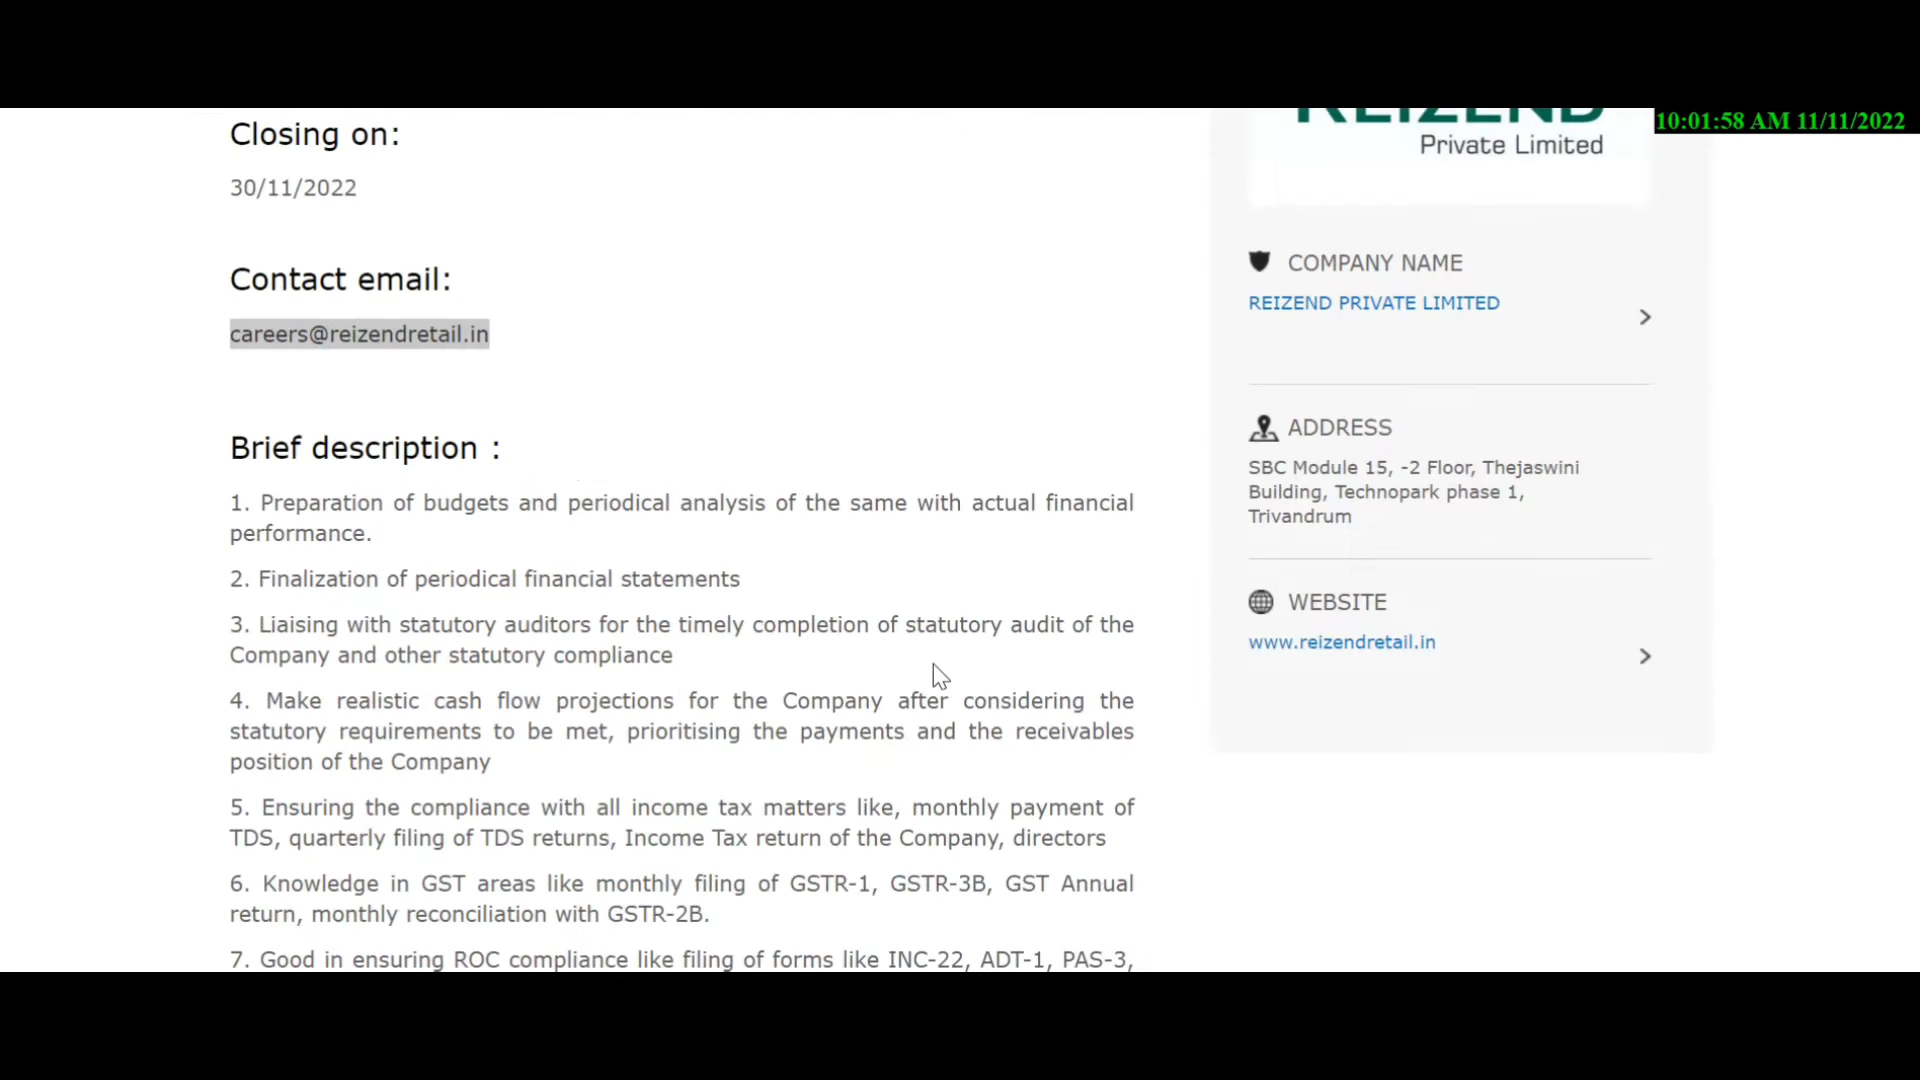 Closing on:
30/11/2022
Contact email:
careers@reizendretail.in
Brief description :
1. Preparation of budgets and periodical analysis of the same with actual financial
performance.
2. Finalization of periodical financial statements
3. Liaising with statutory auditors for the timely completion of statutory audit of the
Company and other statutory compliance
4. Make realistic cash flow projections for the Company after considering the
statutory requirements to be met, prioritising the payments and the receivables
position of the Company
5. Ensuring the compliance with all income tax matters like, monthly payment of
TDS, quarterly filing of TDS returns, Income Tax return of the Company, directors
6. Knowledge in GST areas like monthly filing of GSTR-1, GSTR-3B, GST Annual
return, monthly reconciliation with GSTR-2B.
7. Good in ensuring ROC compliance like filing of forms like INC-22, ADT-1, PAS-3,
REIZEND
Private Limited
10:01:58 AM 11/11/2022
COMPANY NAME
REIZEND PRIVATE LIMITED
ADDRESS
SBC Module 15, -2 Floor, Thejaswini
Building, Technopark phase 1,
Trivandrum
WEBSITE
www.reizendretail.in